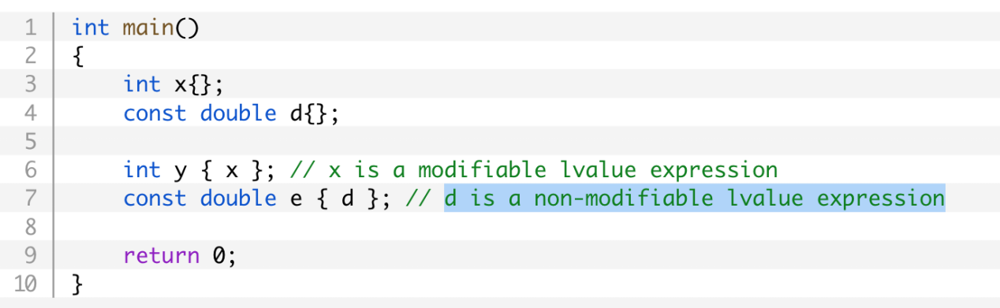 1 int main()
2 {
3     int x{};
4     const double d{};
5
6     int y { x }; // x is a modifiable lvalue expression
7     const double e { d }; // d is a non-modifiable lvalue expression
8
9     return 0;
10 }